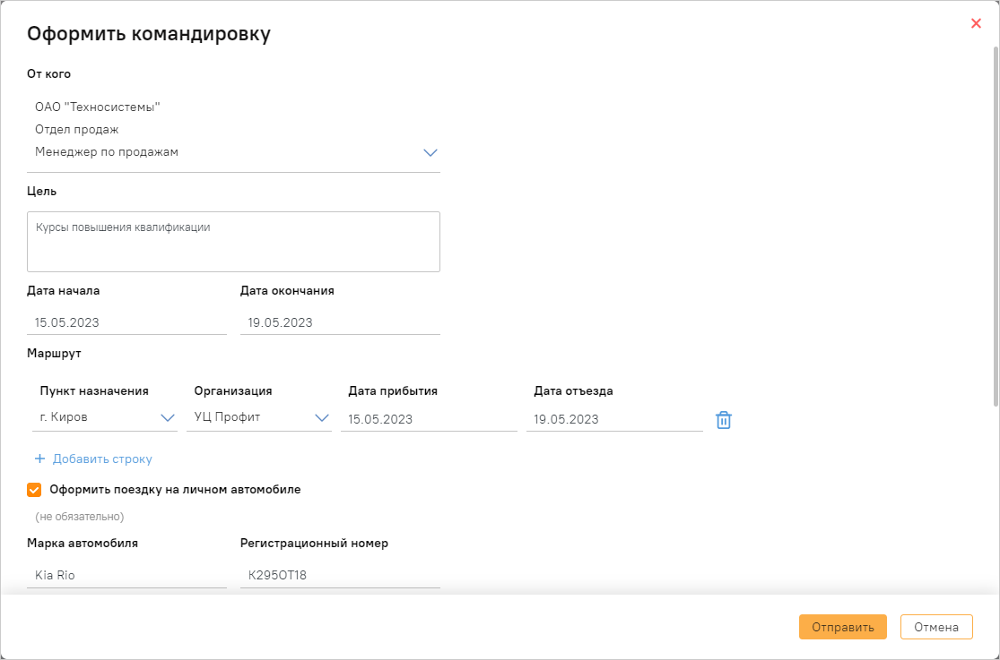 Оформить командировку
От кого
ОАО "Техносистемы"
Отдел продаж
Менеджер по продажам
Цель
Курсы повышения квалификации
Дата начала Дата окончания
15.05.2023 19.05.2023
Маршрут
Пункт назначения Организация Дата прибытия Дата отъезда
г. Киров УЦ Профит 15.05.2023 19.05.2023
+ Добавить строку
Оформить поездку на личном автомобиле
(не обязательно)
Марка автомобиля Регистрационный номер
Kia Rio К295ОТ18
Отправить Отмена